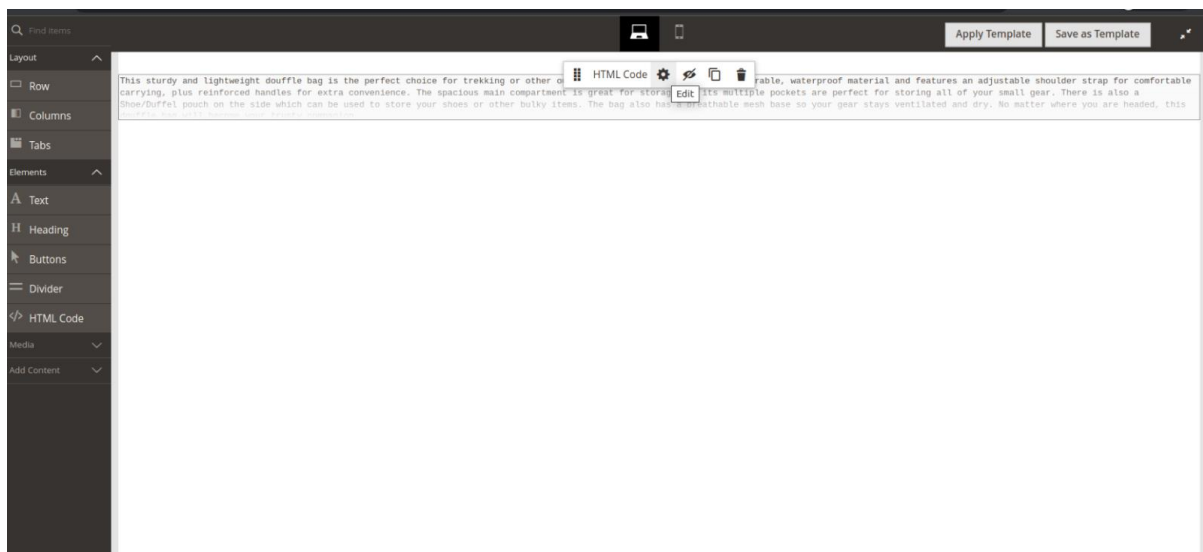 Find items
Apply Template
Save as Template
Layout
Row
Columns
Tabs
Elements
Text
Heading
Buttons
Divider
HTML Code
Media
Add Content
HTML Code
Edit
This sturdy and lightweight douffle bag is the perfect choice for trekking or other rable, waterproof material and features an adjustable shoulder strap for comfortable
carrying, plus reinforced handles for extra convenience. The spacious main compartment is great for its multiple pockets are perfect for storing all of your small gear. There is also a
Shoe/Duffel pouch on the side which can be used to store your shoes or other bulky items. The bag also has a breathable mesh base so your gear stays ventilated and dry. No matter where you are headed, this